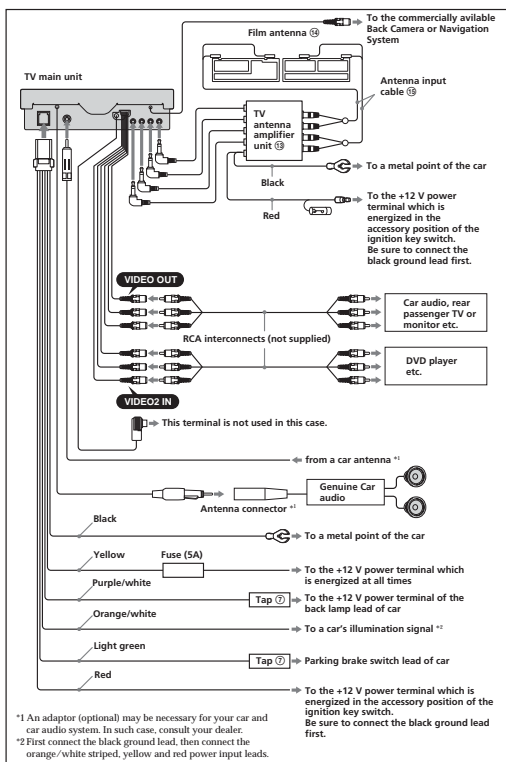 To the commercially avilable
Back Camera or Navigation
System
Film antenna ⑭
TV main unit
Antenna input
cable ⑮
TV
antenna
amplifier
unit ⑬
Black
To a metal point of the car
Red
To the +12 V power
terminal which is
energized in the
accessory position of the
ignition key switch.
Be sure to connect the
black ground lead first.
VIDEO OUT
Car audio, rear
passenger TV or
monitor etc.
RCA interconnects (not supplied)
DVD player
etc.
VIDEO2 IN
This terminal is not used in this case.
from a car antenna *1
Genuine Car
audio
Antenna connector *1
Black
To a metal point of the car
Yellow
Fuse (5A)
To the +12 V power terminal which
is energized at all times
Purple/white
Tap ⑦
To the +12 V power terminal of the
back lamp lead of car
Orange/white
To a car's illumination signal *2
Light green
Tap ⑦
Parking brake switch lead of car
Red
To the +12 V power terminal which is
energized in the accessory position of the
ignition key switch.
Be sure to connect the black ground lead
first.
*1 An adaptor (optional) may be necessary for your car and
car audio system. In such case, consult your dealer.
*2 First connect the black ground lead, then connect the
orange/white striped, yellow and red power input leads.